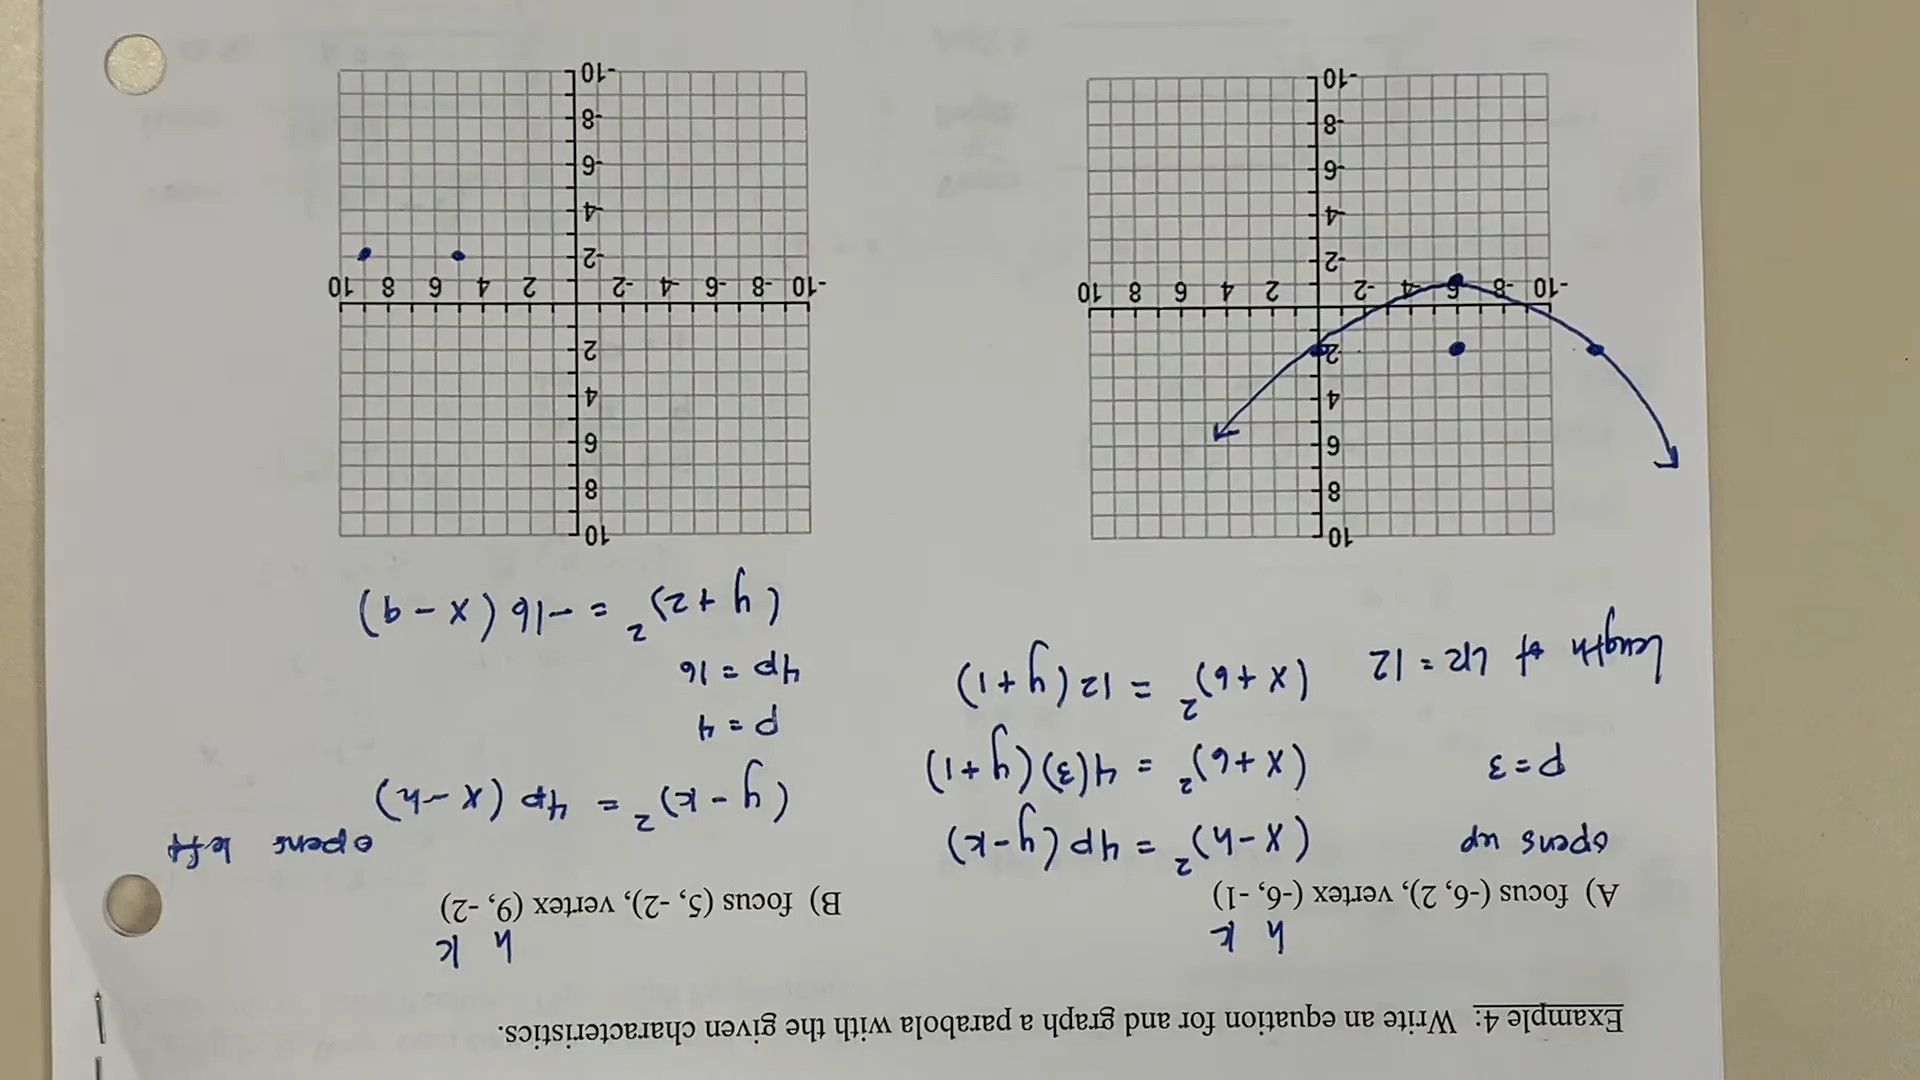 Example 4: Write an equation for and graph a parabola with the given characteristics.
h k
A) focus (-6, 2), vertex (-6, -1)
opens up
(x-h)² = 4p(y-k)
p=3
(x+6)² = 4(3)(y+1)
Length of LR = 12
(x+6)² = 12(y+1)
10
8
6
4
2
-10 -8 -6 -4 -2 2 4 6 8 10
-2
-4
-6
-8
-10
h k
B) focus (5, -2), vertex (9, -2)
opens left
(y-k)² = 4p(x-h)
p = 4
4p = 16
(y+2)² = -16(x-9)
10
8
6
4
2
-10 -8 -6 -4 -2 2 4 6 8 10
-2
-4
-6
-8
-10